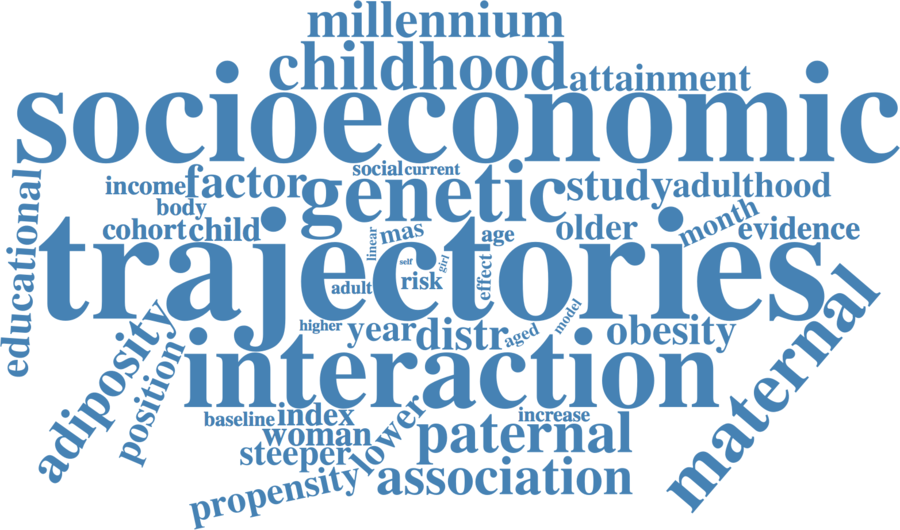 millennium
childhood
attainment
socioeconomic
educational
income
factor
social
current
genetic
study
adulthood
body
cohort
child
linear
mas
age
older
month
evidence
trajectories
self
girl
adult
risk
effect
higher
year
distr
aged
model
obesity
adiposity
position
interaction
maternal
baseline
index
increase
woman
lower
paternal
steeper
propensity
association